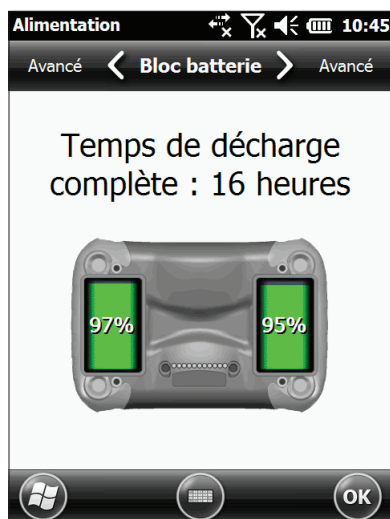 Alimentation 10:45
Avancé Bloc batterie Avancé
Temps de décharge
complète : 16 heures
97% 95%
OK